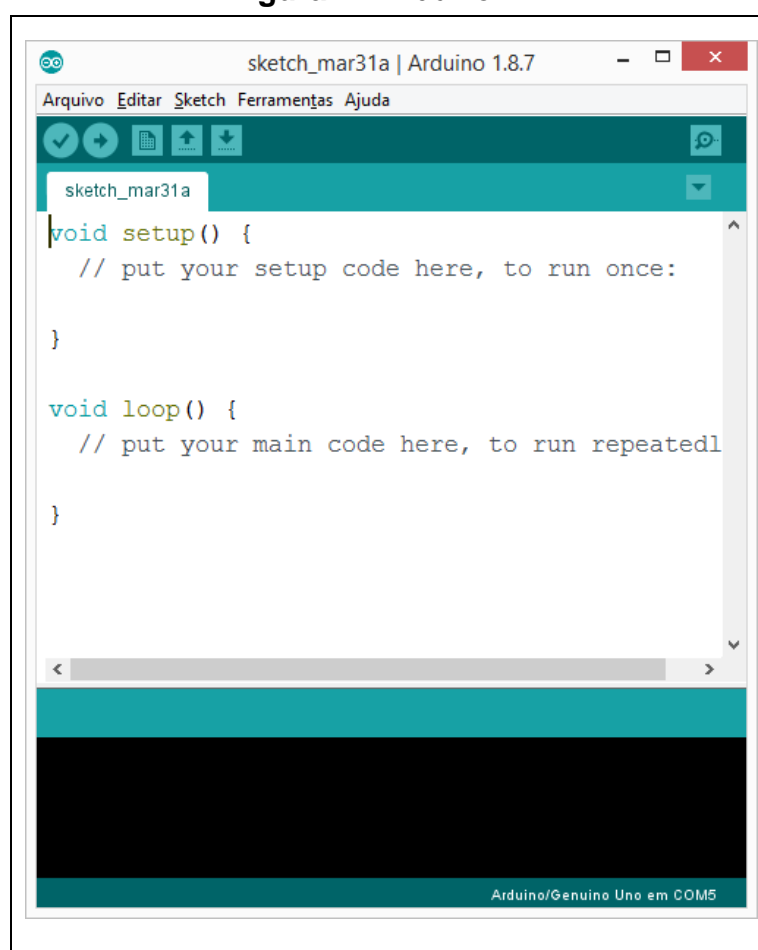 sketch_mar31a | Arduino 1.8.7
Arquivo Editar Sketch Ferramentas Ajuda
sketch_mar31a
void setup() {
// put your setup code here, to run once:
}
void loop() {
// put your main code here, to run repeatedl
}
Arduino/Genuino Uno em COM5